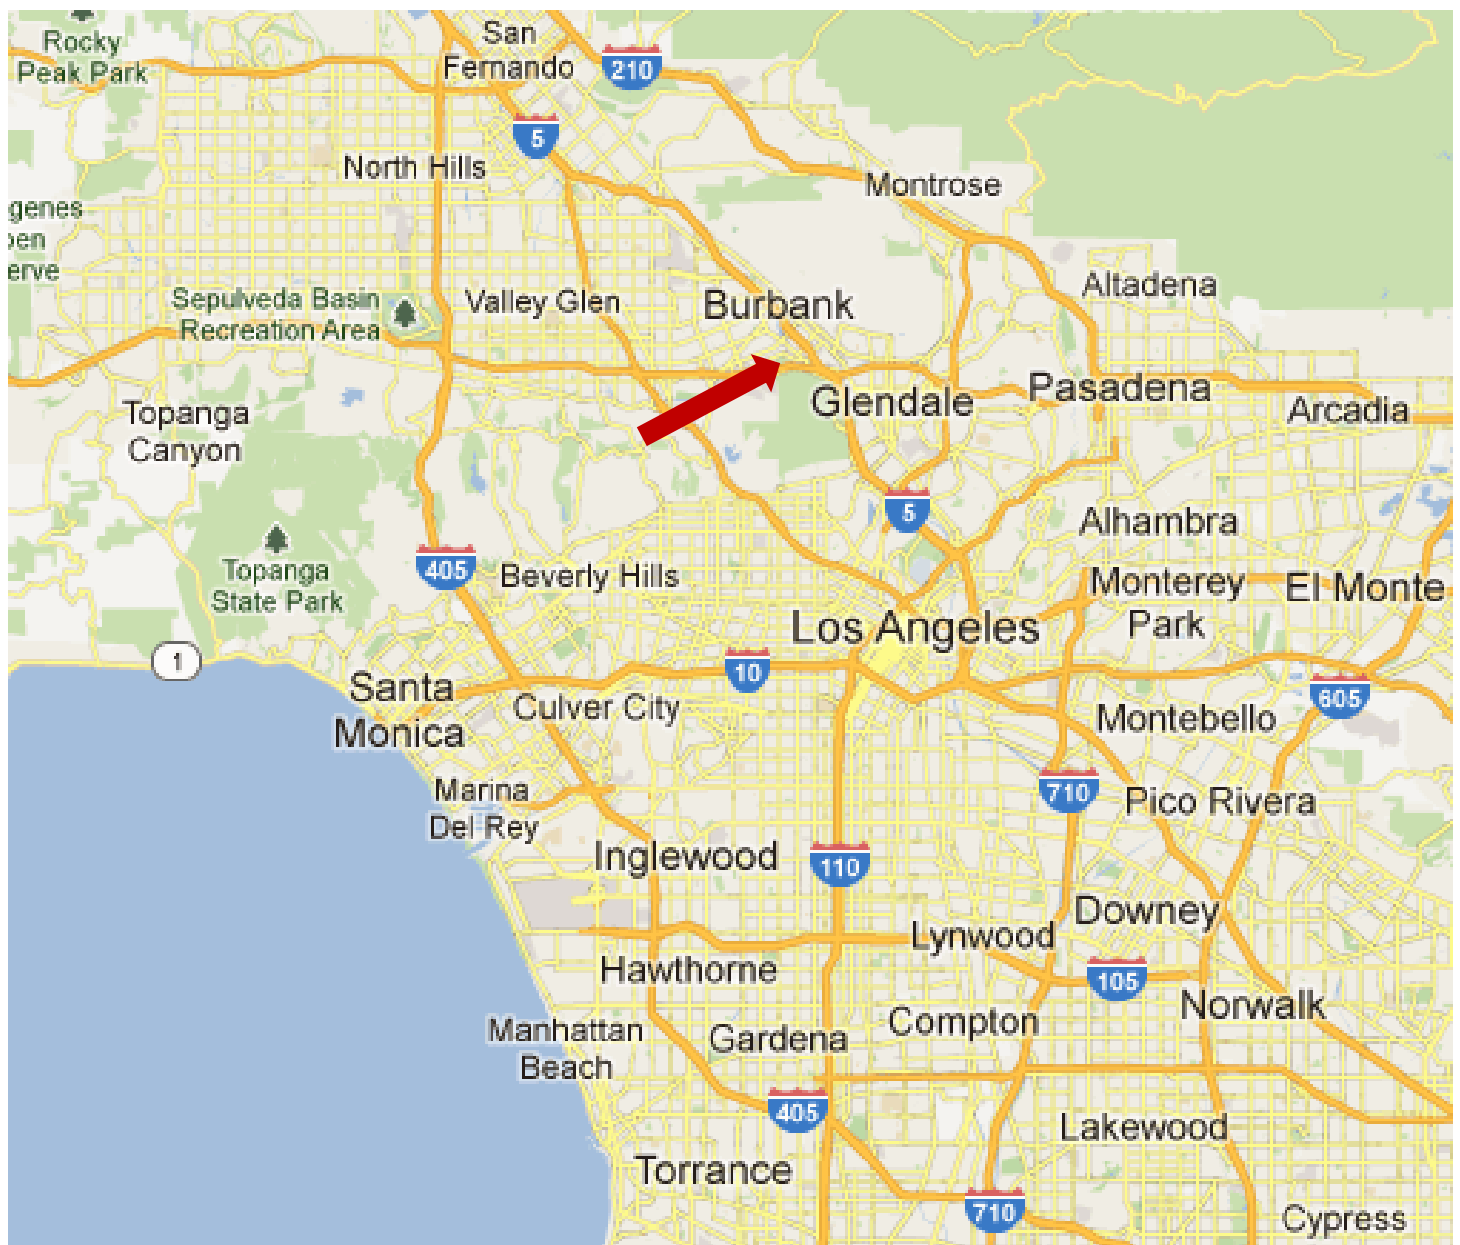 Rocky
Peak Park
San
Fernando
210
5
North Hills
Montrose
genes
erve
Sepulveda Basin
Recreation Area
Valley Glen
Burbank
Altadena
Topanga
Canyon
Glendale
Pasadena
Arcadia
5
Alhambra
Topanga
State Park
405
Beverly Hills
Monterey
Park
El Monte
Los Angeles
1
Santa
Monica
10
Culver City
605
Montebello
Marina
Del Rey
710
Pico Rivera
Inglewood
110
Downey
Lynwood
Hawthorne
105
Norwalk
Manhattan
Beach
Gardena
Compton
405
Lakewood
Torrance
710
Cypress